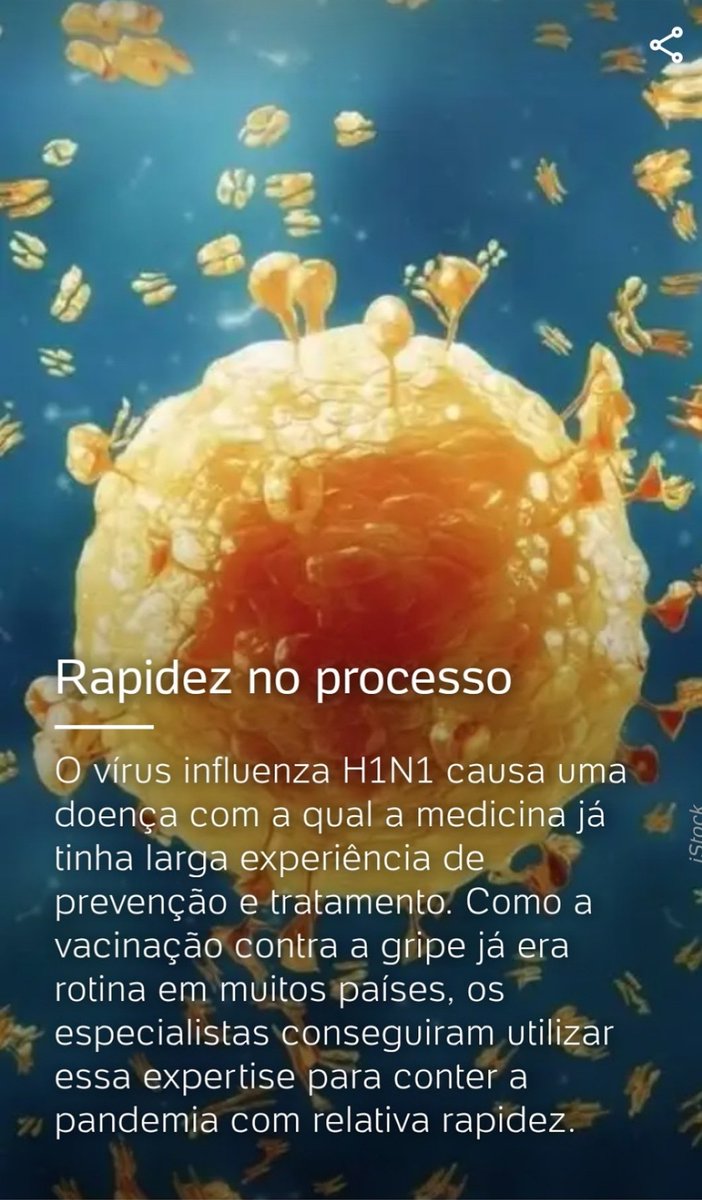 Rapidez no processo
O vírus influenza H1N1 causa uma
doença com a qual a medicina já
tinha larga experiência de
prevenção e tratamento. Como a
vacinação contra a gripe já era
rotina em muitos países, os
especialistas conseguiram utilizar
essa expertise para conter a
pandemia com relativa rapidez.
iStock